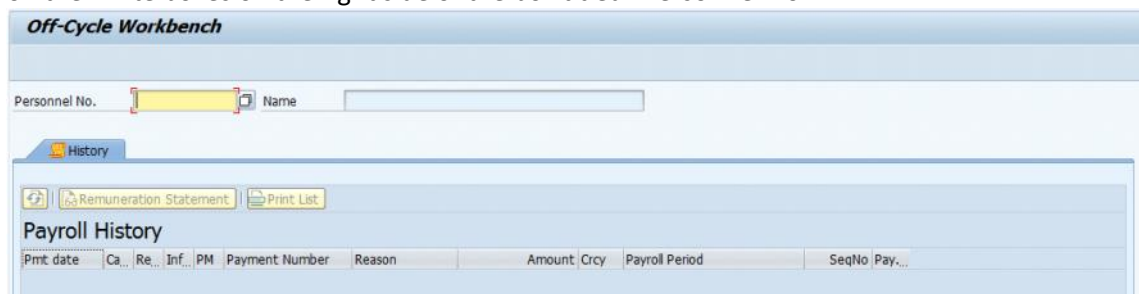 Off-Cycle Workbench
Personnel No. Name
History
Remuneration Statement Print List
Payroll History
Pmt date Ca... Re... Inf... PM Payment Number Reason Amount Crcy Payroll Period SeqNo Pay...